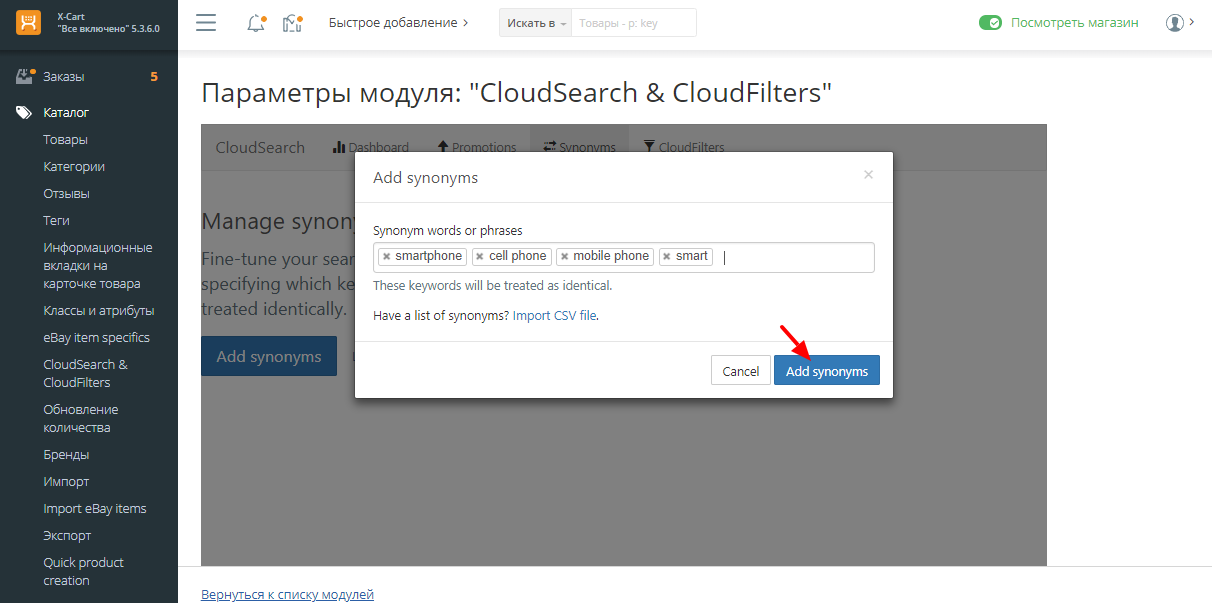 X-Cart
"Все включено" 5.3.6.0
Быстрое добавление
Искать в
Товары - p: key
Посмотреть магазин
Заказы 5
Каталог
Товары
Категории
Отзывы
Теги
Информационные
вкладки на
карточке товара
Классы и атрибуты
eBay item specifics
CloudSearch &
CloudFilters
Обновление
количества
Бренды
Импорт
Import eBay items
Экспорт
Quick product
creation
Параметры модуля: "CloudSearch & CloudFilters"
CloudSearch Dashboard Promotions Synonyms CloudFilters
Manage synon
Fine-tune your sear
specifying which ke
treated identically.
Add synonyms
Add synonyms ×
Synonym words or phrases
× smartphone × cell phone × mobile phone × smart
These keywords will be treated as identical.
Have a list of synonyms? Import CSV file.
Cancel Add synonyms
Вернуться к списку модулей